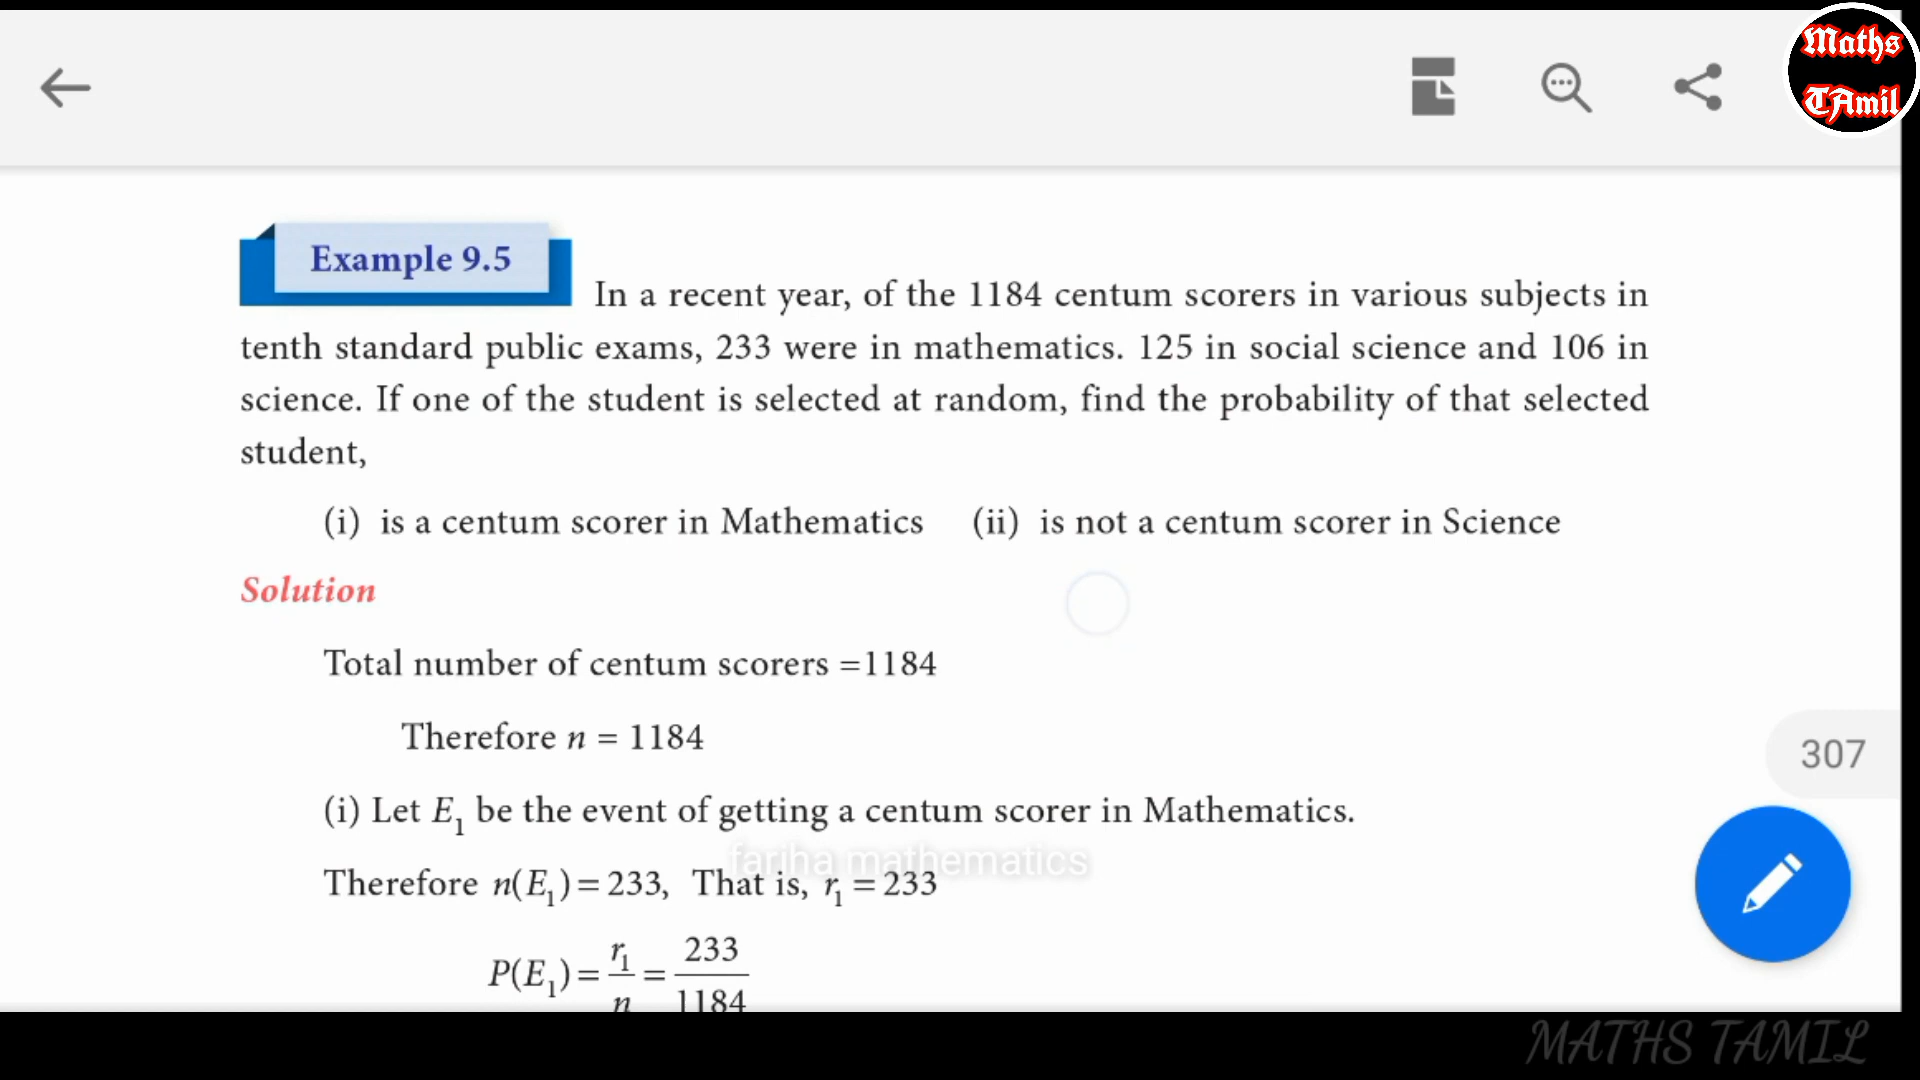 Maths
TAmil
Example 9.5
In a recent year, of the 1184 centum scorers in various subjects in
tenth standard public exams, 233 were in mathematics. 125 in social science and 106 in
science. If one of the student is selected at random, find the probability of that selected
student,
(i) is a centum scorer in Mathematics (ii) is not a centum scorer in Science
Solution
Total number of centum scorers =1184
Therefore n = 1184
307
(i) Let E₁ be the event of getting a centum scorer in Mathematics.
fariha mathematics
Therefore n(E₁) = 233, That is, r₁ = 233
P(E₁) = r₁/n = 233/1184
MATHS TAMIL